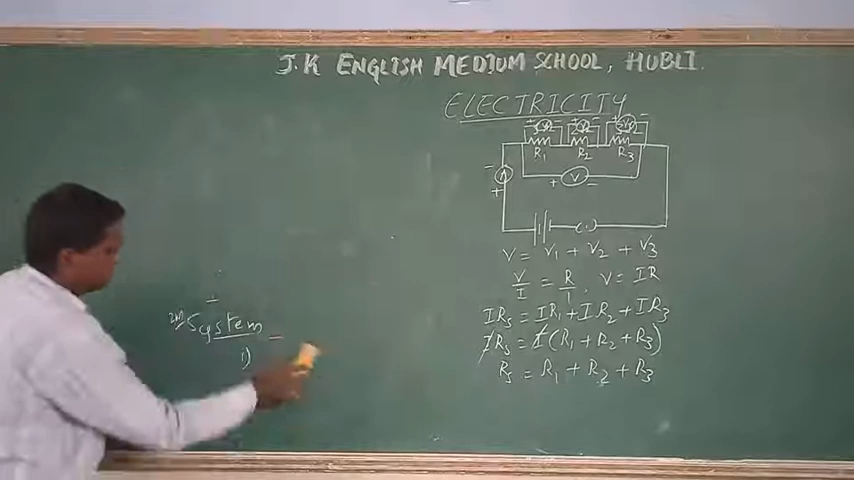 J.K ENGLISH MEDIUM SCHOOL, HUBLI.
ELECTRICITY
+ - + - + -
R1 R2 R3
- A + + V -
V = V1 + V2 + V3
V/I = R/1 . V = IR
IRs = IR1 + IR2 + IR3
IRs = I (R1 + R2 + R3)
Rs = R1 + R2 + R3
System -
1)